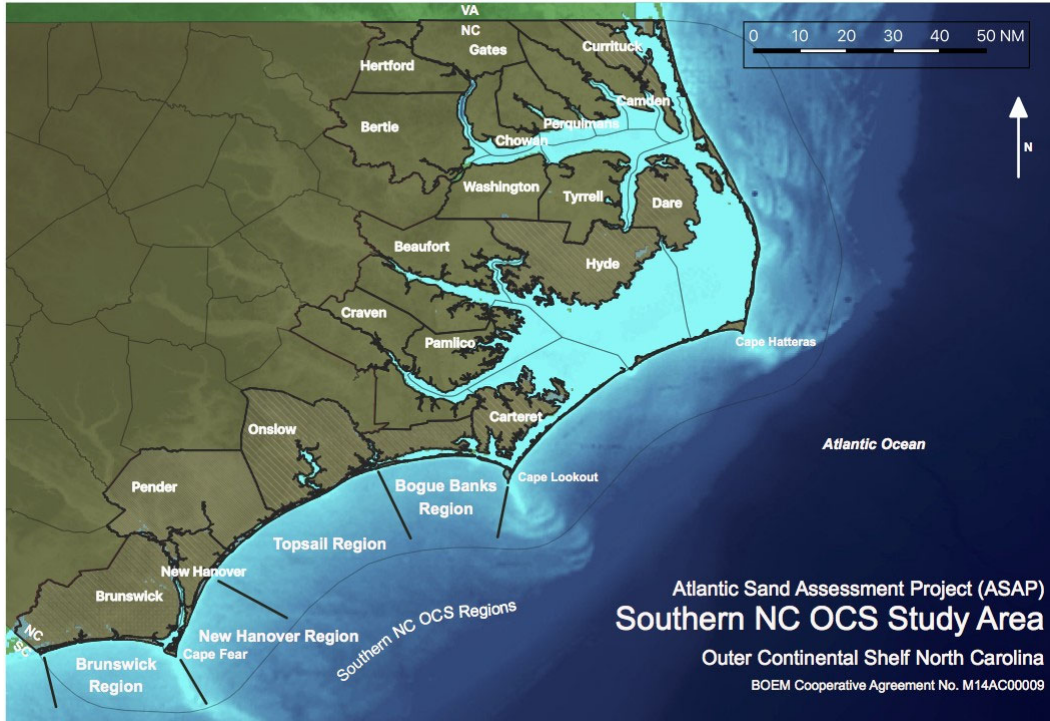 VA
NC
Gates
Currituck
0 10 20 30 40 50 NM
Hertford
Camden
Bertie
Perquimans
Chowan
N
Washington
Tyrrell
Dare
Beaufort
Hyde
Craven
Pamlico
Cape Hatteras
Carteret
Onslow
Atlantic Ocean
Cape Lookout
Bogue Banks
Region
Pender
Topsail Region
New Hanover
Brunswick
Atlantic Sand Assessment Project (ASAP)
Southern NC OCS Study Area
Southern NC OCS Regions
NC
SC
New Hanover Region
Cape Fear
Outer Continental Shelf North Carolina
Brunswick
Region
BOEM Cooperative Agreement No. M14AC00009